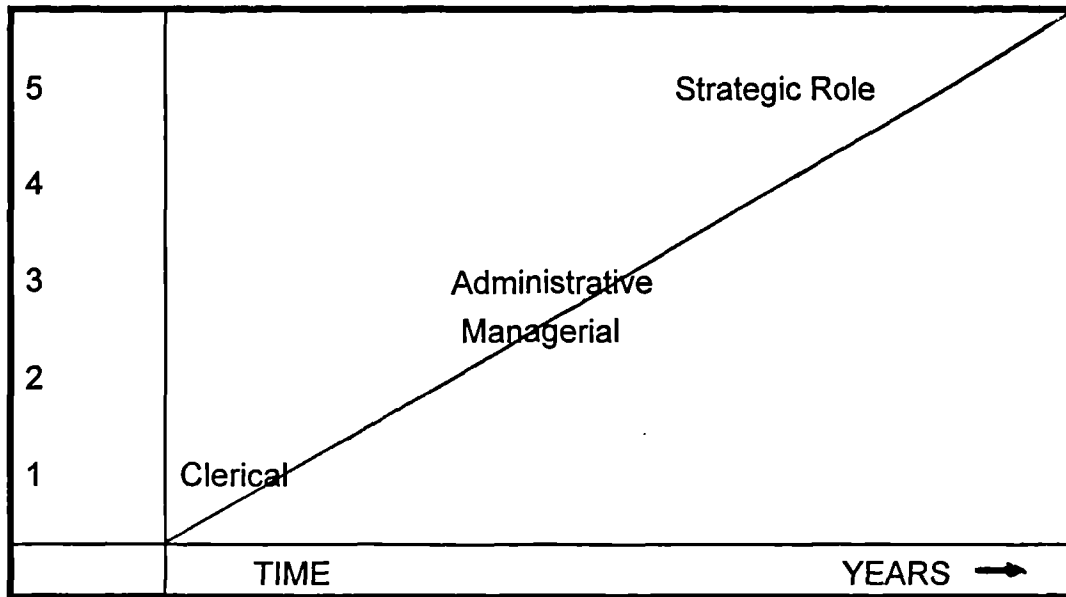 5 Strategic Role
4
3 Administrative
Managerial
2
1 Clerical
TIME YEARS →